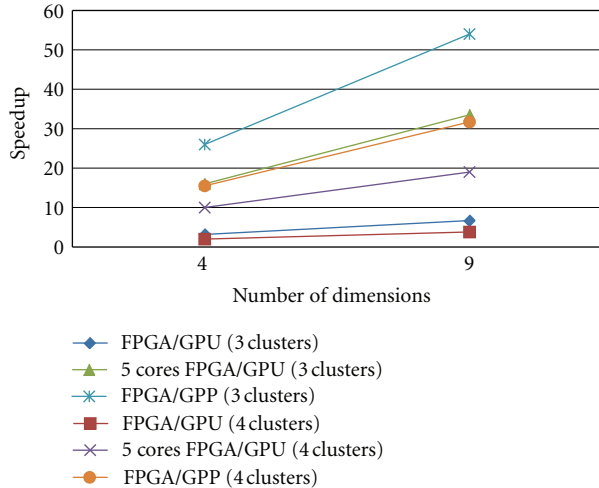 60
50
40
30
20
10
0
Speedup
4 9
Number of dimensions
FPGA/GPU (3 clusters)
5 cores FPGA/GPU (3 clusters)
FPGA/GPP (3 clusters)
FPGA/GPU (4 clusters)
5 cores FPGA/GPU (4 clusters)
FPGA/GPP (4 clusters)